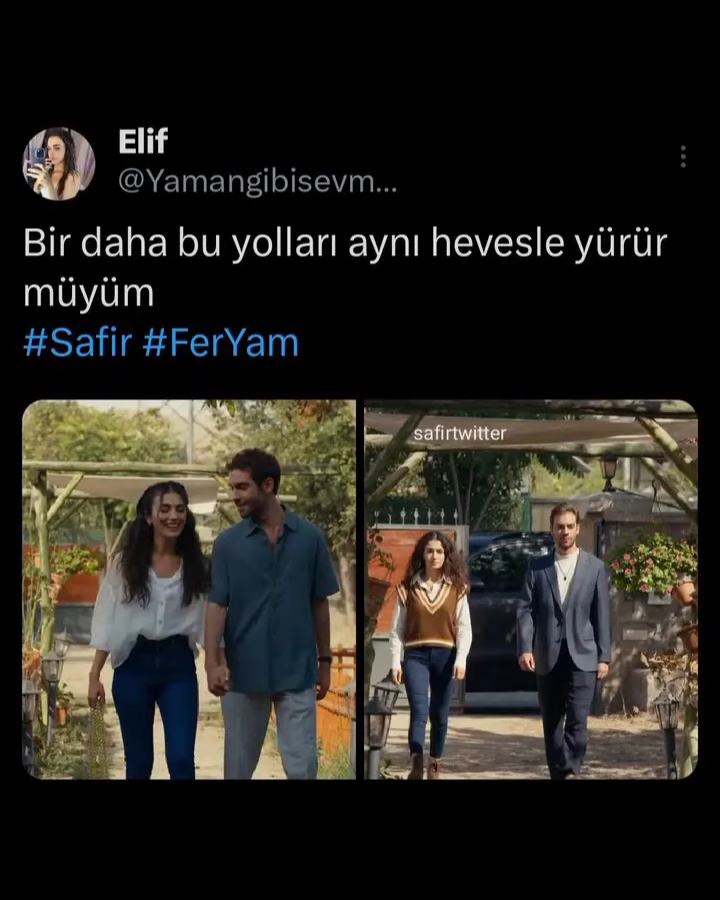 Elif
@Yamangibisevm...
Bir daha bu yolları aynı hevesle yürür
müyüm
#Safir #FerYam
safirtwitter